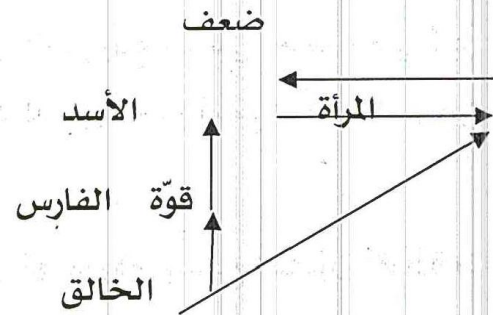 ضعف
المرأة الأسد
قوّة الفارس
الخالق